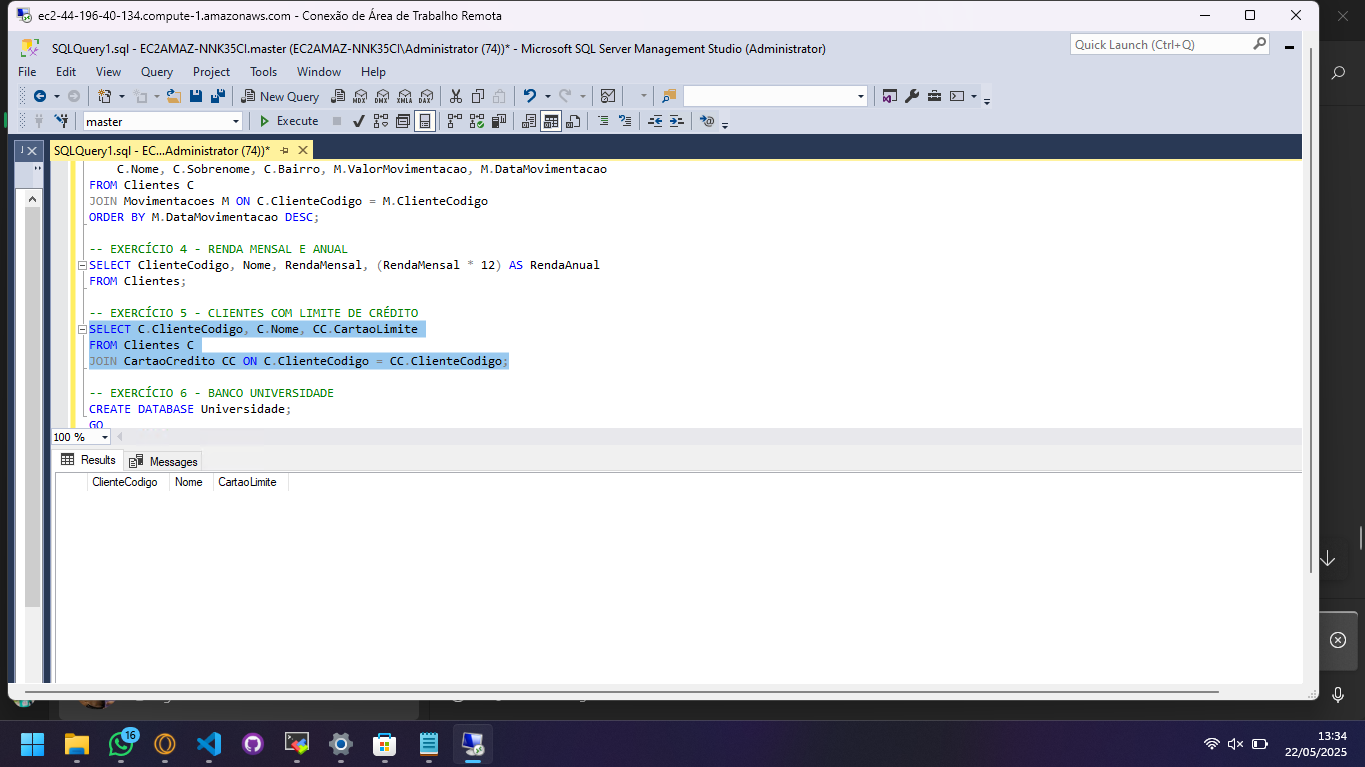 ec2-44-196-40-134.compute-1.amazonaws.com - Conexão de Área de Trabalho Remota
SQLQuery1.sql - EC2AMAZ-NNK35CI.master (EC2AMAZ-NNK35CI\Administrator (74))* - Microsoft SQL Server Management Studio (Administrator)
Quick Launch (Ctrl+Q)
File Edit View Query Project Tools Window Help
New Query MDX DMX XMLA DAX
master Execute
SQLQuery1.sql - EC...Administrator (74))*
C.Nome, C.Sobrenome, C.Bairro, M.ValorMovimentacao, M.DataMovimentacao
FROM Clientes C
JOIN Movimentacoes M ON C.ClienteCodigo = M.ClienteCodigo
ORDER BY M.DataMovimentacao DESC;
-- EXERCÍCIO 4 - RENDA MENSAL E ANUAL
SELECT ClienteCodigo, Nome, RendaMensal, (RendaMensal * 12) AS RendaAnual
FROM Clientes;
-- EXERCÍCIO 5 - CLIENTES COM LIMITE DE CRÉDITO
SELECT C.ClienteCodigo, C.Nome, CC.CartaoLimite
FROM Clientes C
JOIN CartaoCredito CC ON C.ClienteCodigo = CC.ClienteCodigo;
-- EXERCÍCIO 6 - BANCO UNIVERSIDADE
CREATE DATABASE Universidade;
GO
100 %
Results Messages
ClienteCodigo Nome CartaoLimite
16
13:34
22/05/2025